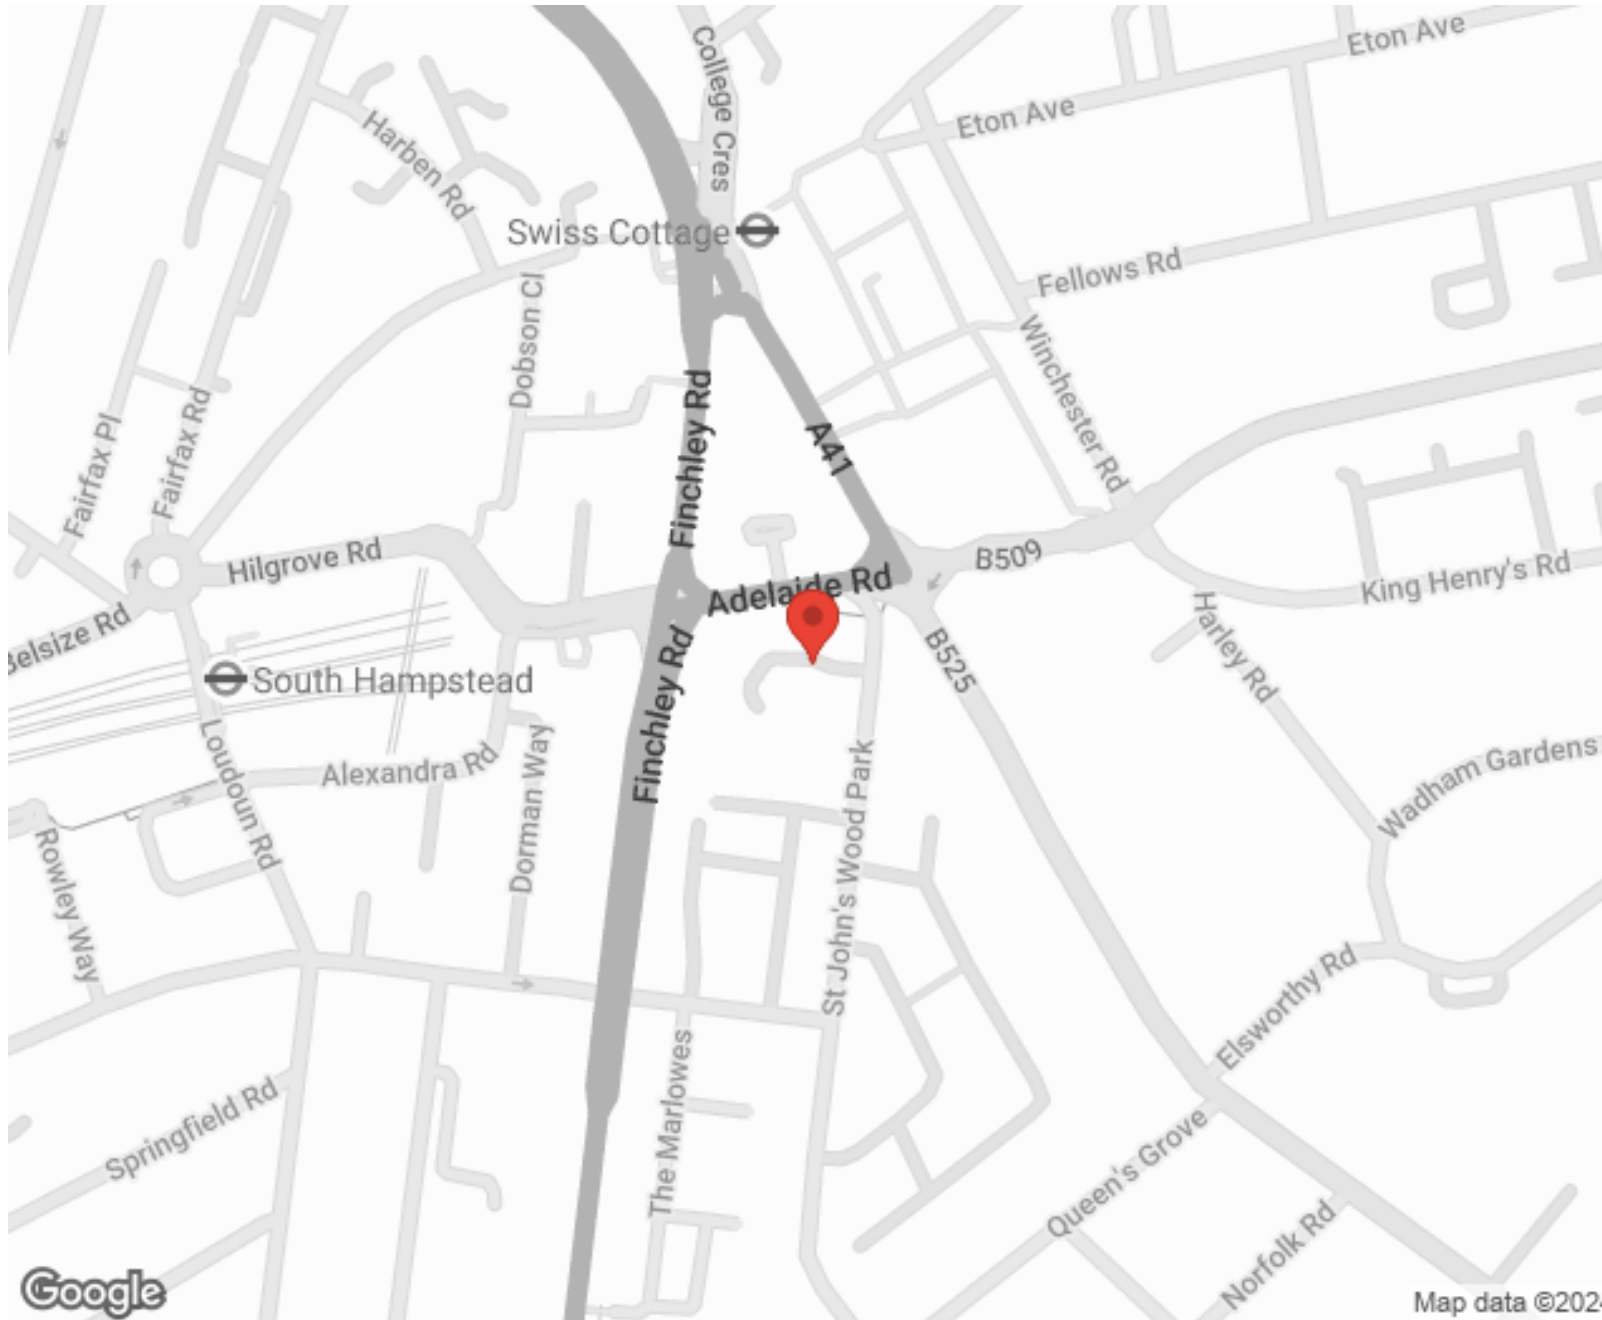 Eton Ave
College Cres
Eton Ave
Harben Rd
Swiss Cottage
Fellows Rd
Dobson Cl
Winchester Rd
Finchley Rd
Fairfax Rd
Fairfax Pl
A41
Hilgrove Rd
B509
Adelaide Rd
King Henry's Rd
Belsize Rd
Harley Rd
B525
South Hampstead
Finchley Rd
Loudoun Rd
Alexandra Rd
Dorman Way
St John's Wood Park
Wadham Gardens
Rowley Way
Elsworthy Rd
The Marlowes
Springfield Rd
Queen's Grove
Norfolk Rd
Google
Map data ©2024